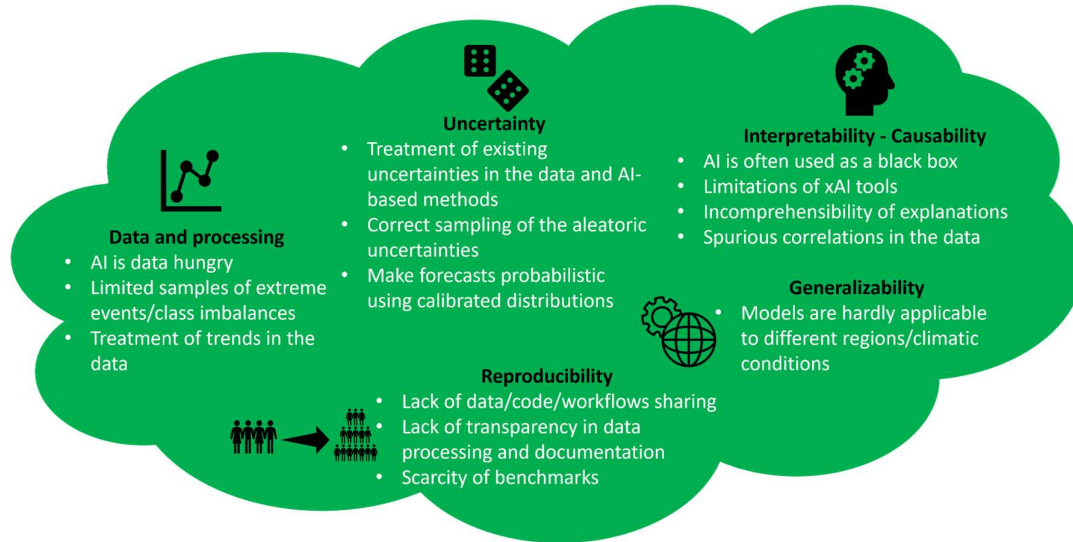 Uncertainty
• Treatment of existing
uncertainties in the data and AI-
based methods
• Correct sampling of the aleatoric
uncertainties
• Make forecasts probabilistic
using calibrated distributions
Interpretability - Causability
• AI is often used as a black box
• Limitations of xAI tools
• Incomprehensibility of explanations
• Spurious correlations in the data
Data and processing
• AI is data hungry
• Limited samples of extreme
events/class imbalances
• Treatment of trends in the
data
Generalizability
• Models are hardly applicable
to different regions/climatic
conditions
Reproducibility
• Lack of data/code/workflows sharing
• Lack of transparency in data
processing and documentation
• Scarcity of benchmarks